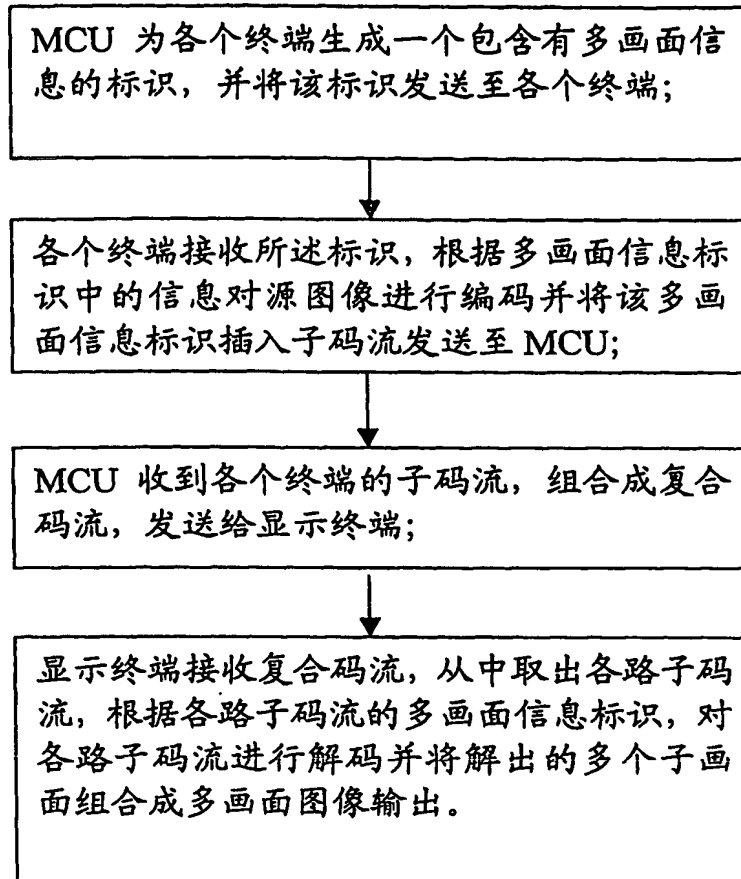 MCU 为各个终端生成一个包含有多画面信
息的标识，并将该标识发送至各个终端；
各个终端接收所述标识，根据多画面信息标
识中的信息对源图像进行编码并将该多画
面信息标识插入子码流发送至 MCU；
MCU 收到各个终端的子码流，组合成复合
码流，发送给显示终端；
显示终端接收复合码流，从中取出各路子码
流，根据各路子码流的多画面信息标识，对
各路子码流进行解码并将解出的多个子画
面组合成多画面图像输出。